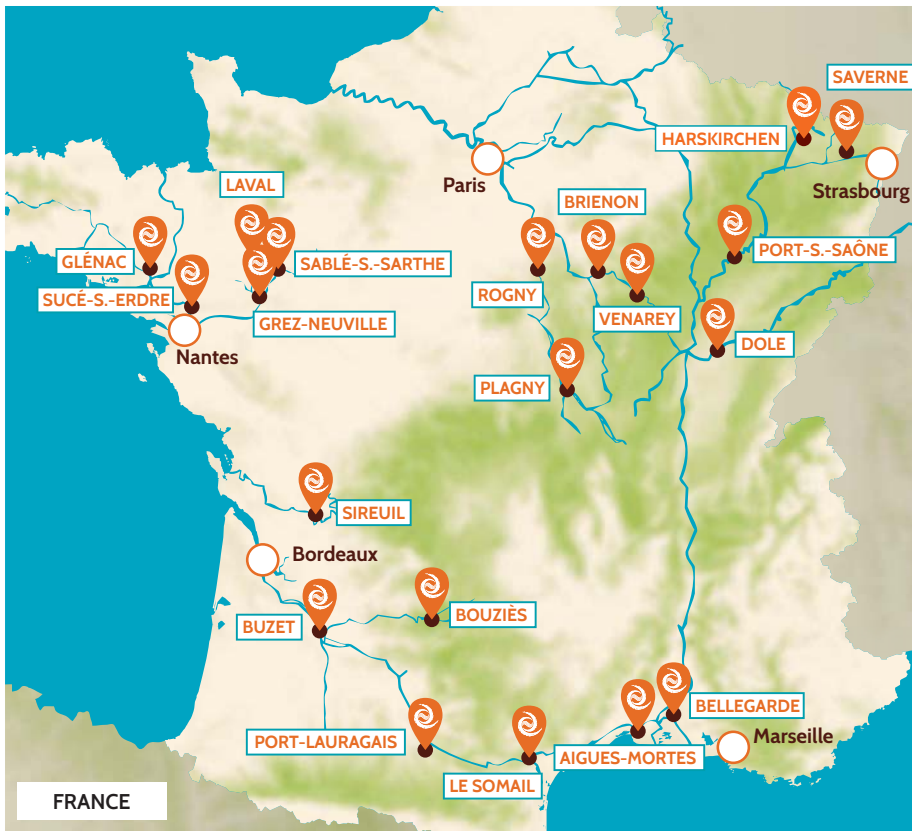 SAVERNE
HARSKIRCHEN
Paris
Strasbourg
LAVAL
BRIENON
GLÉNAC
SABLÉ-S.-SARTHE
PORT-S.-SAÔNE
SUCÉ-S.-ERDRE
ROGNY
VENAREY
GREZ-NEUVILLE
Nantes
DOLE
PLAGNY
SIREUIL
Bordeaux
BUZET
BOUZIÈS
BELLEGARDE
Marseille
PORT-LAURAGAIS
AIGUES-MORTES
LE SOMAIL
FRANCE